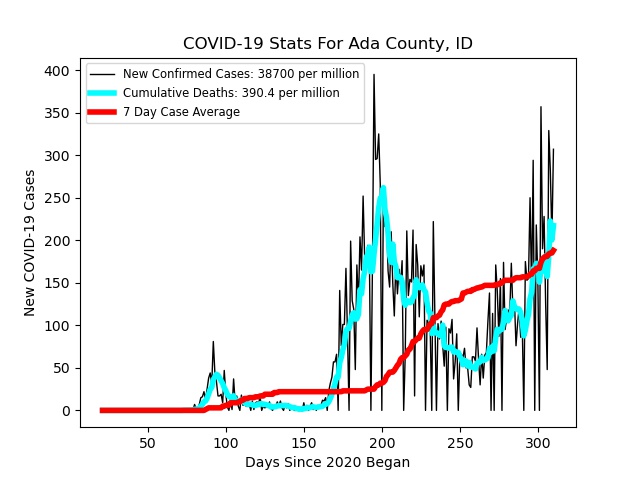 COVID-19 Stats For Ada County, ID
New Confirmed Cases: 38700 per million
Cumulative Deaths: 390.4 per million
7 Day Case Average
New COVID-19 Cases
400
350
300
250
200
150
100
50
0
50 100 150 200 250 300
Days Since 2020 Began